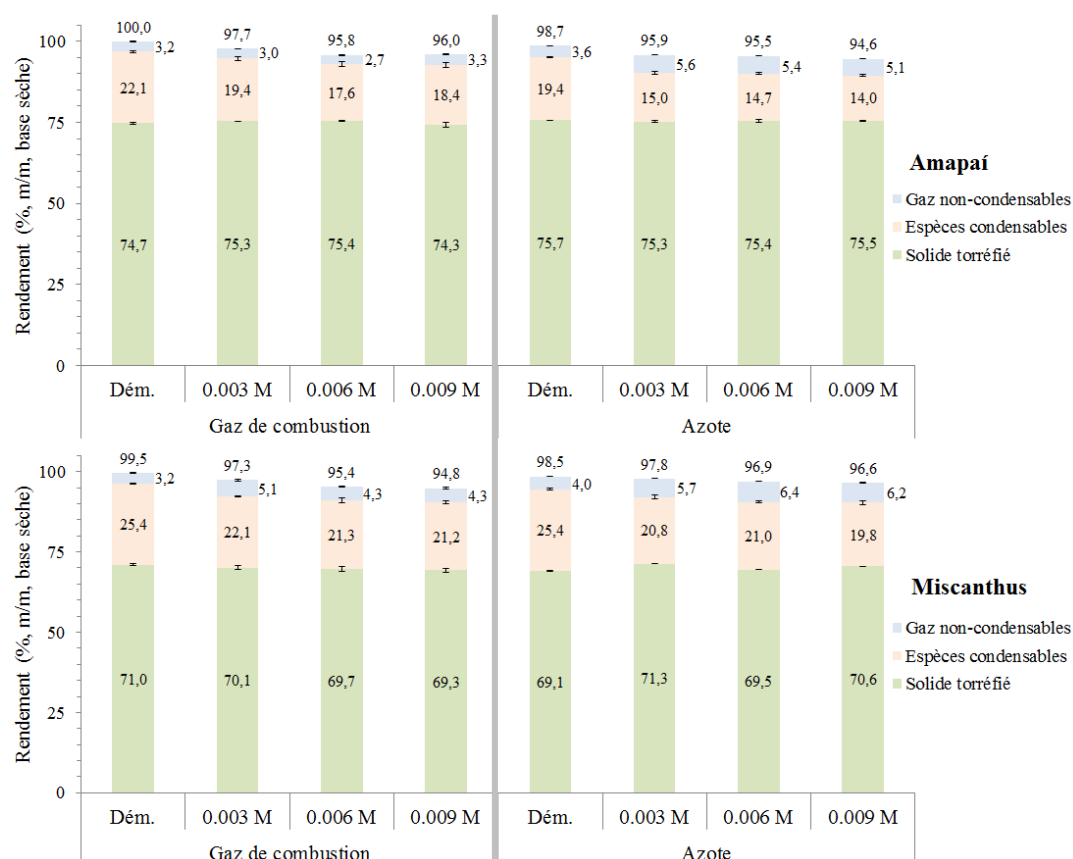 Rendement (%, m/m, base sèche)
100
75
50
25
0
100,0 97,7 95,8 96,0 98,7 95,9 95,5 94,6
3,2 3,0 2,7 3,3 3,6 5,6 5,4 5,1
22,1 19,4 17,6 18,4 19,4 15,0 14,7 14,0
74,7 75,3 75,4 74,3 75,7 75,3 75,4 75,5
Dém. 0.003 M 0.006 M 0.009 M Dém. 0.003 M 0.006 M 0.009 M
Gaz de combustion Azote
Amapaí
Gaz non-condensables
Espèces condensables
Solide torréfié
Rendement (%, m/m, base sèche)
100
75
50
25
0
99,5 97,3 95,4 94,8 98,5 97,8 96,9 96,6
3,2 5,1 4,3 4,3 4,0 5,7 6,4 6,2
25,4 22,1 21,3 21,2 25,4 20,8 21,0 19,8
71,0 70,1 69,7 69,3 69,1 71,3 69,5 70,6
Dém. 0.003 M 0.006 M 0.009 M Dém. 0.003 M 0.006 M 0.009 M
Gaz de combustion Azote
Miscanthus
Gaz non-condensables
Espèces condensables
Solide torréfié